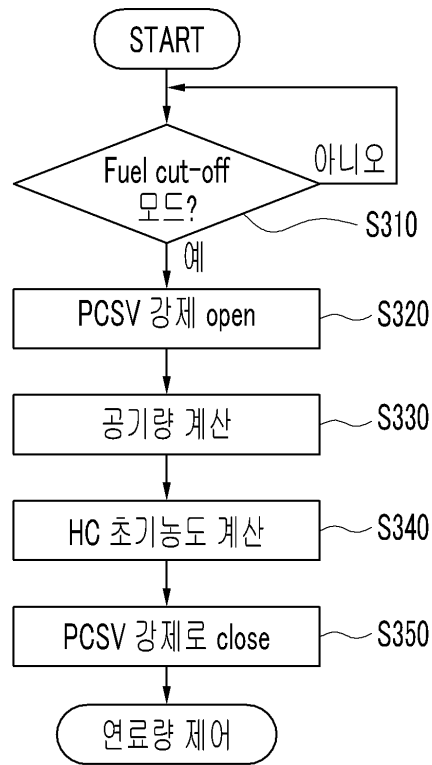 START
아니오
Fuel cut-off
모드?
S310
예
PCSV 강제 open
S320
공기량 계산
S330
HC 초기농도 계산
S340
PCSV 강제로 close
S350
연료량 제어